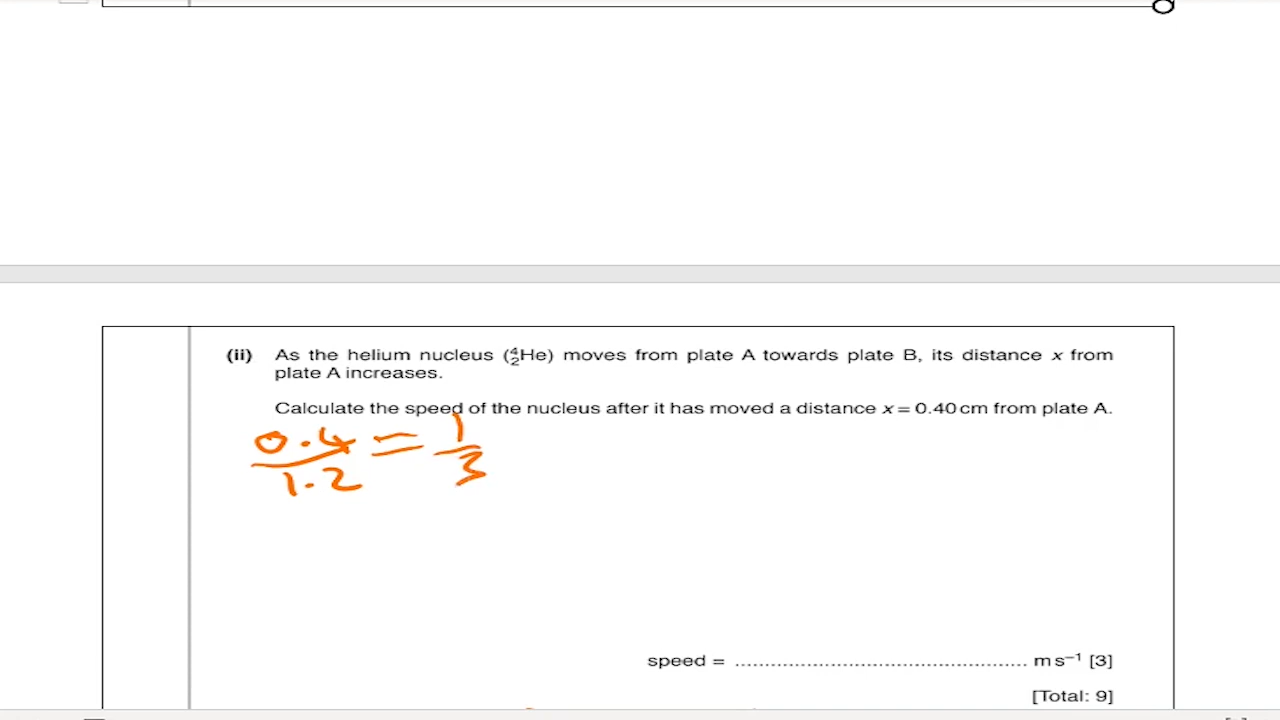 (ii) As the helium nucleus (⁴₂He) moves from plate A towards plate B, its distance x from
plate A increases.
Calculate the speed of the nucleus after it has moved a distance x = 0.40 cm from plate A.
0.4/1.2 = 1/3
speed = ................................................ m s⁻¹ [3]
[Total: 9]